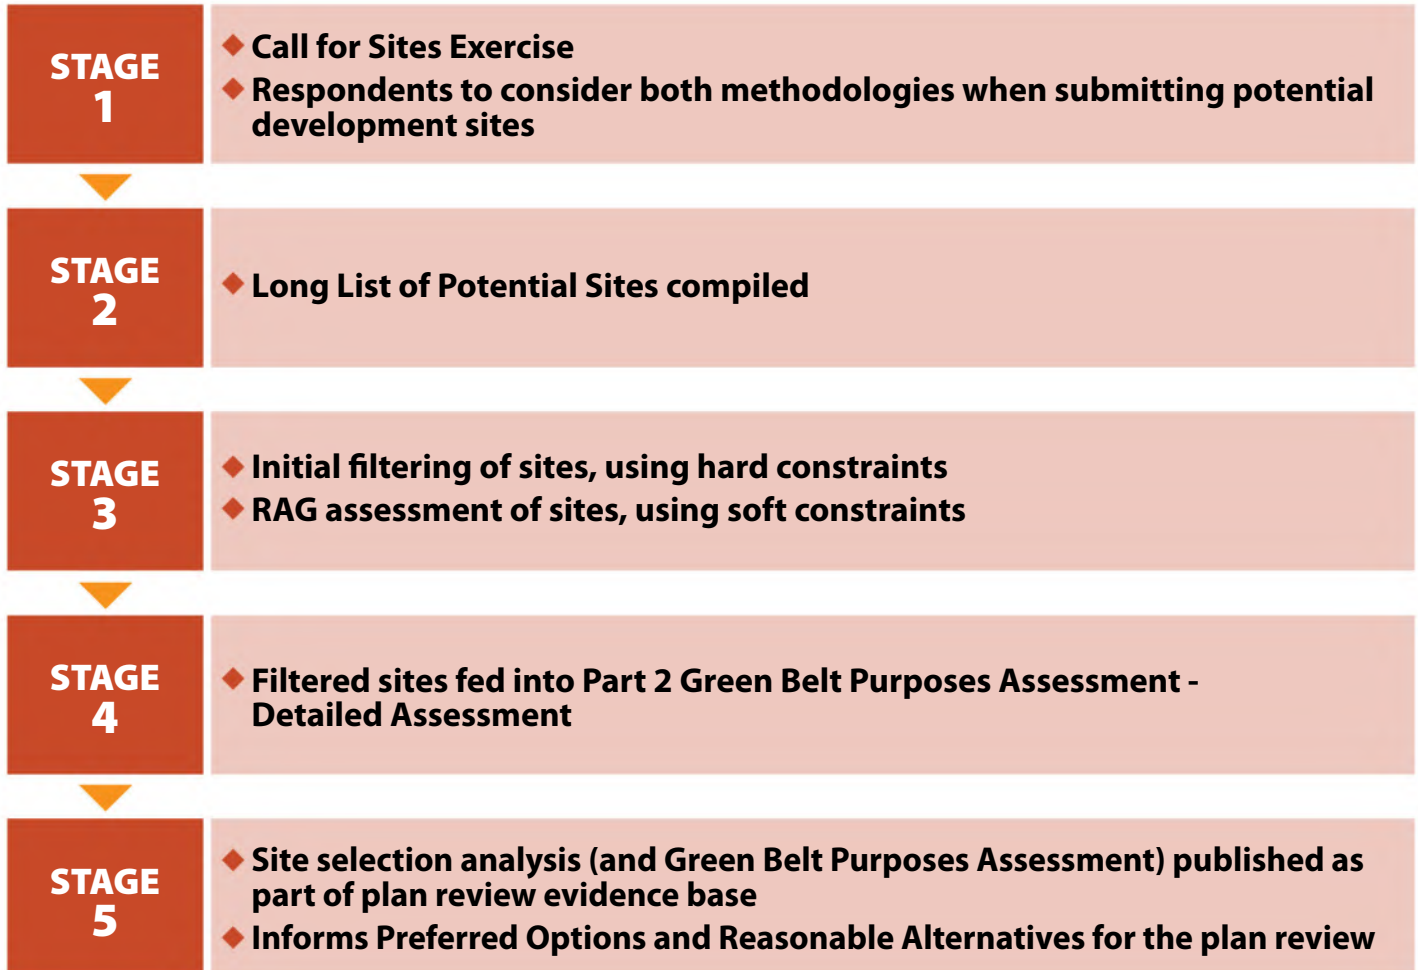 STAGE
1
Call for Sites Exercise
Respondents to consider both methodologies when submitting potential
development sites
STAGE
2
Long List of Potential Sites compiled
STAGE
3
Initial filtering of sites, using hard constraints
RAG assessment of sites, using soft constraints
STAGE
4
Filtered sites fed into Part 2 Green Belt Purposes Assessment -
Detailed Assessment
STAGE
5
Site selection analysis (and Green Belt Purposes Assessment) published as
part of plan review evidence base
Informs Preferred Options and Reasonable Alternatives for the plan review